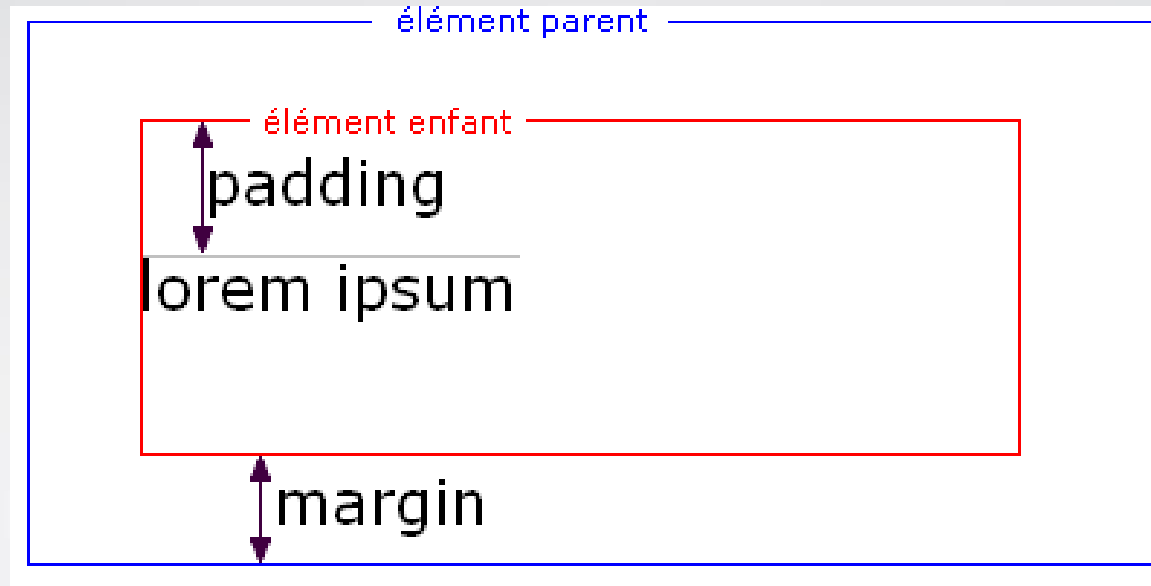 élément parent
élément enfant
padding
lorem ipsum
margin